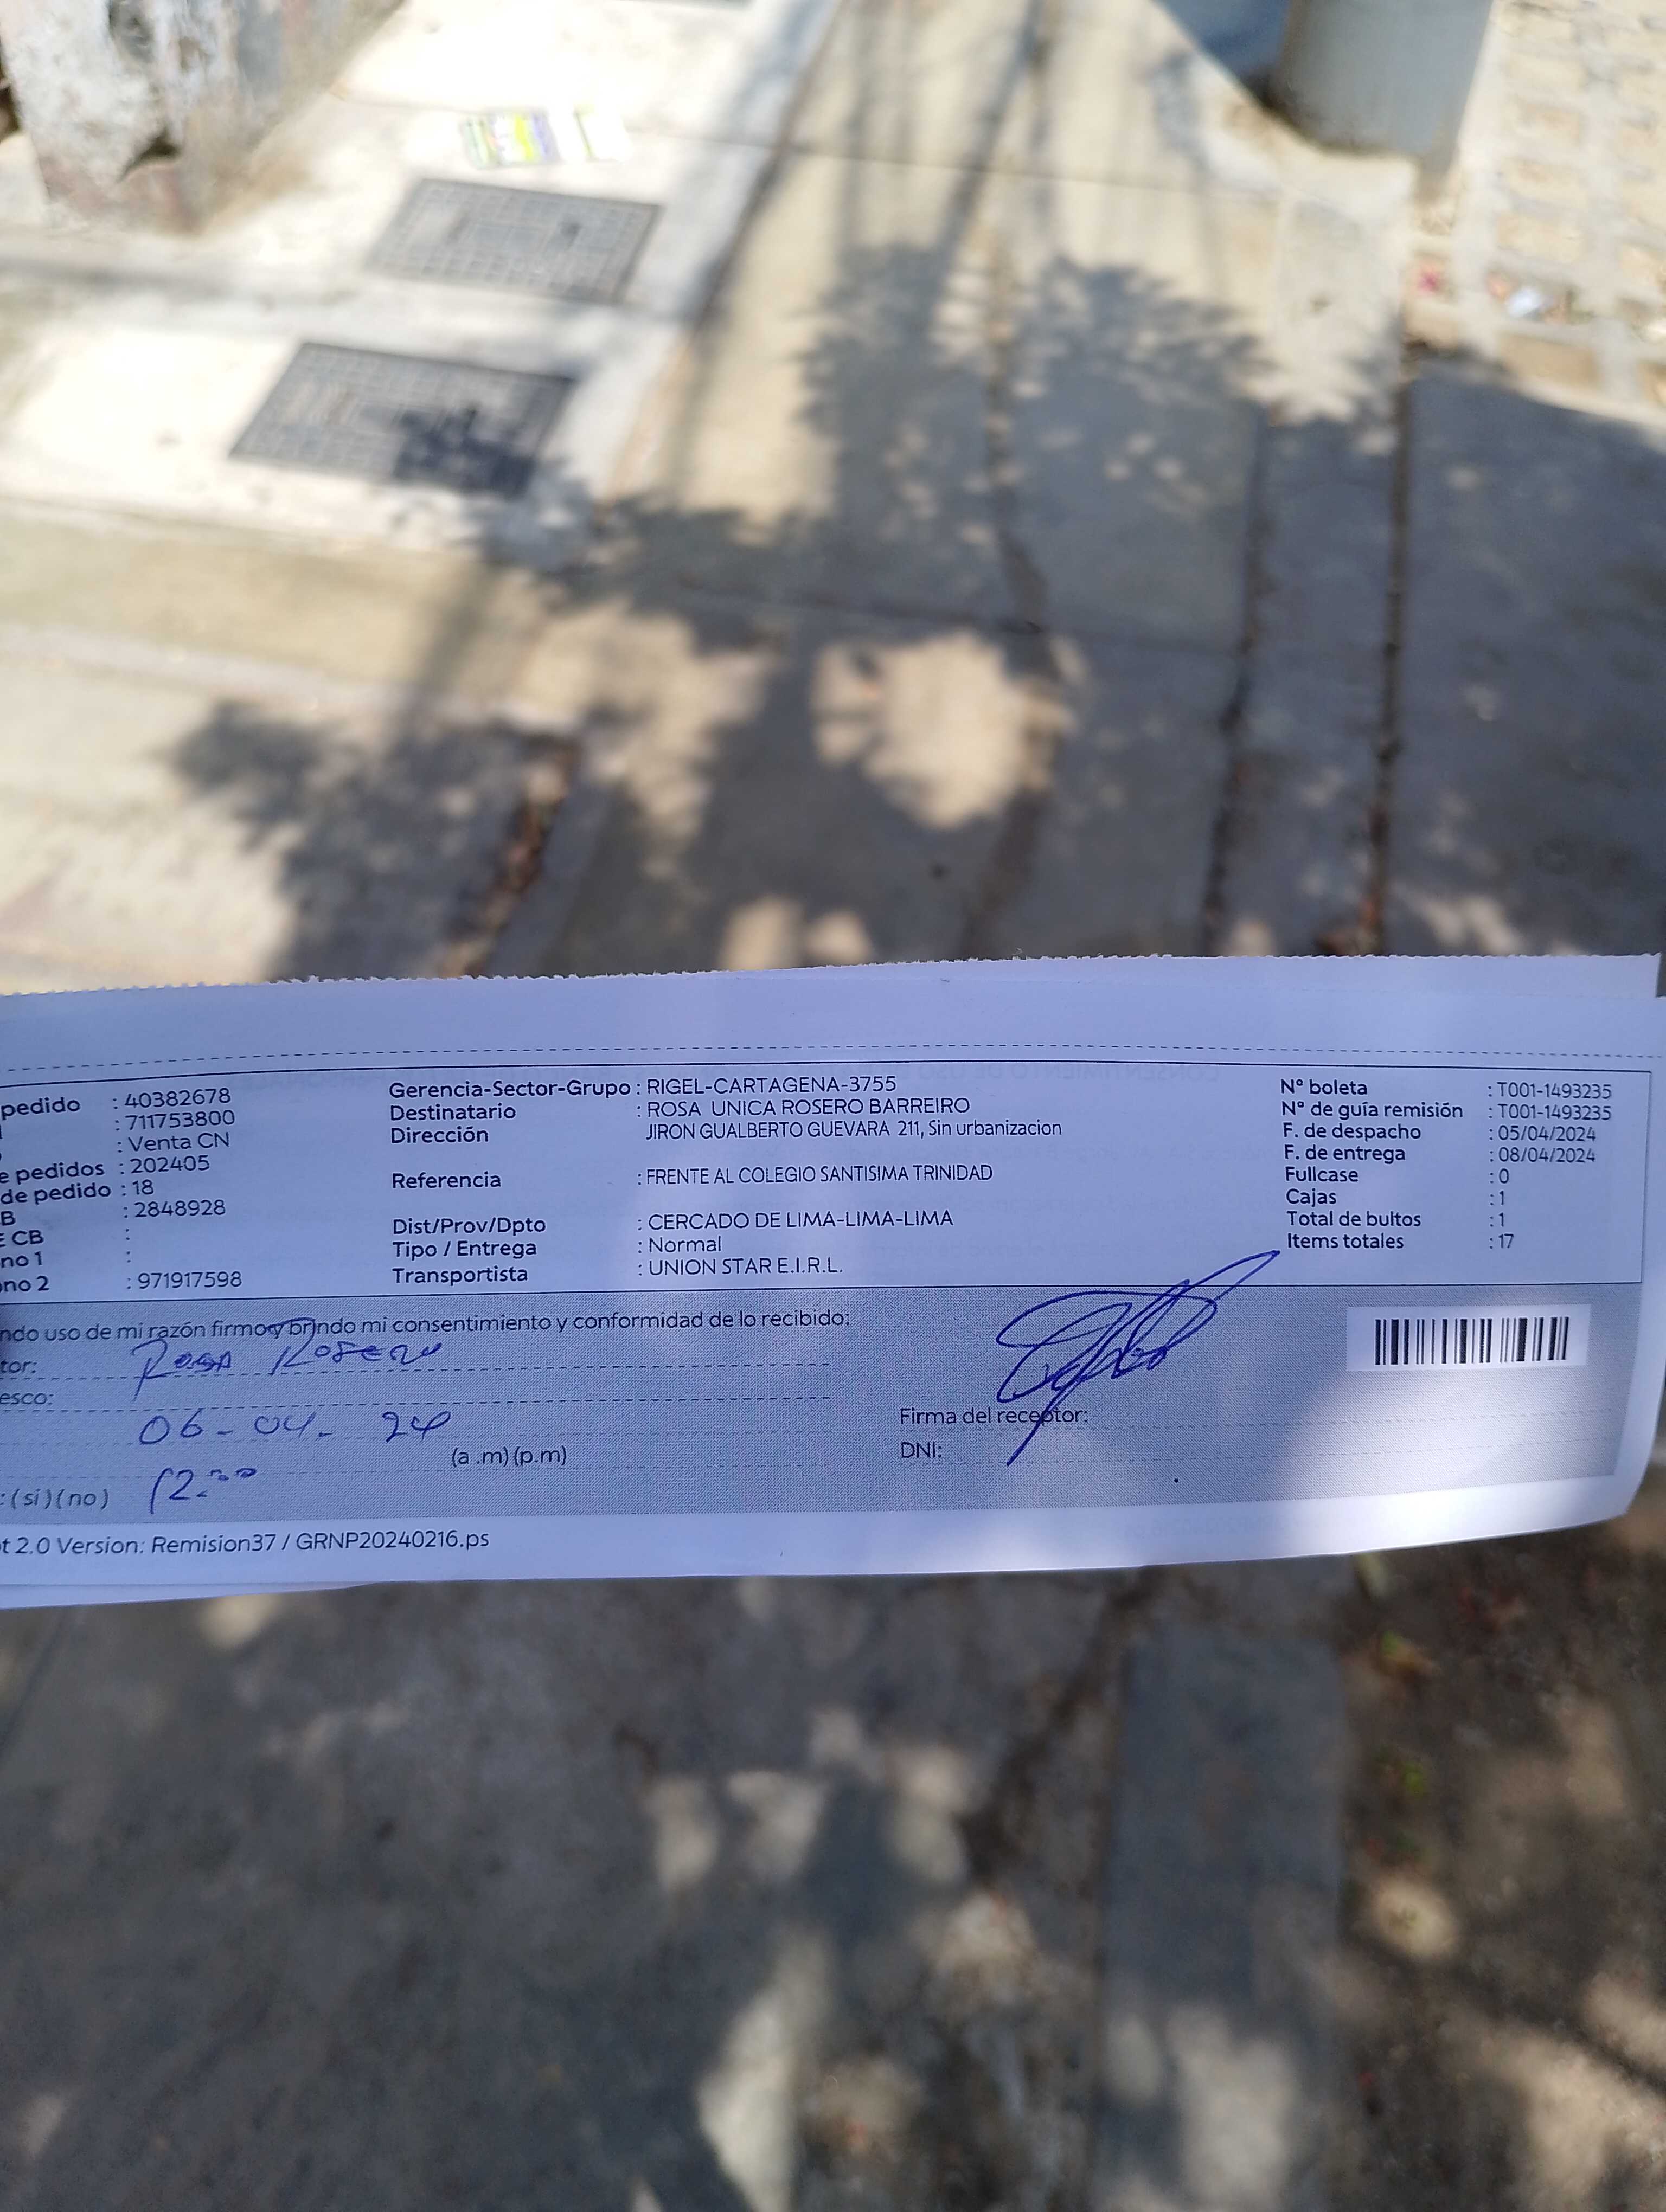 pedido : 40382678
: 711753800
: Venta CN
e pedidos : 202405
de pedido : 18
B : 2848928
E CB :
no 1 :
ono 2 : 971917598
Gerencia-Sector-Grupo : RIGEL-CARTAGENA-3755
Destinatario : ROSA UNICA ROSERO BARREIRO
Dirección JIRON GUALBERTO GUEVARA 211, Sin urbanizacion
Referencia : FRENTE AL COLEGIO SANTISIMA TRINIDAD
Dist/Prov/Dpto : CERCADO DE LIMA-LIMA-LIMA
Tipo / Entrega : Normal
Transportista : UNION STAR E.I.R.L.
Nº boleta : T001-1493235
Nº de guía remisión : T001-1493235
F. de despacho : 05/04/2024
F. de entrega : 08/04/2024
Fullcase : 0
Cajas : 1
Total de bultos : 1
Items totales : 17
ndo uso de mi razón firmo y brindo mi consentimiento y conformidad de lo recibido:
tor: Rosa Rosero
esco:
06-04-24
(a .m) (p.m)
: (si) (no) 12:00
Firma del receptor:
DNI:
t 2.0 Version: Remision37 / GRNP20240216.ps